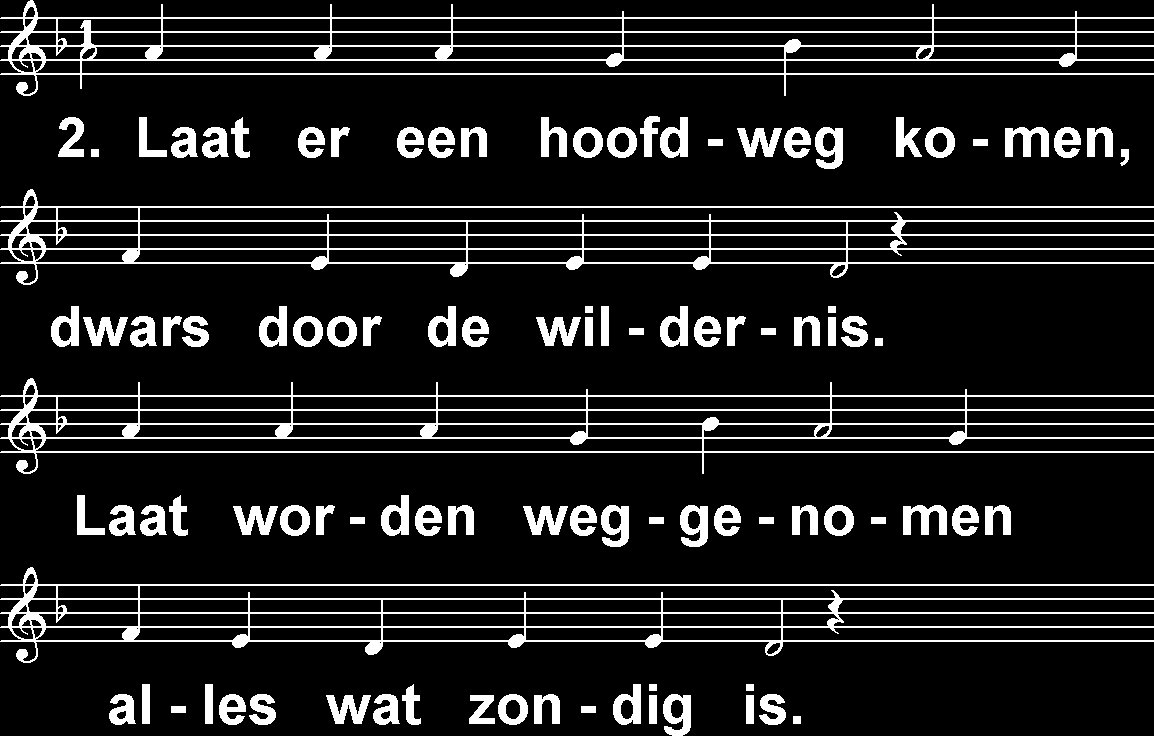 1
2. Laat er een hoofd - weg ko - men,
dwars door de wil - der - nis.
Laat wor - den weg - ge - no - men
al - les wat zon - dig is.